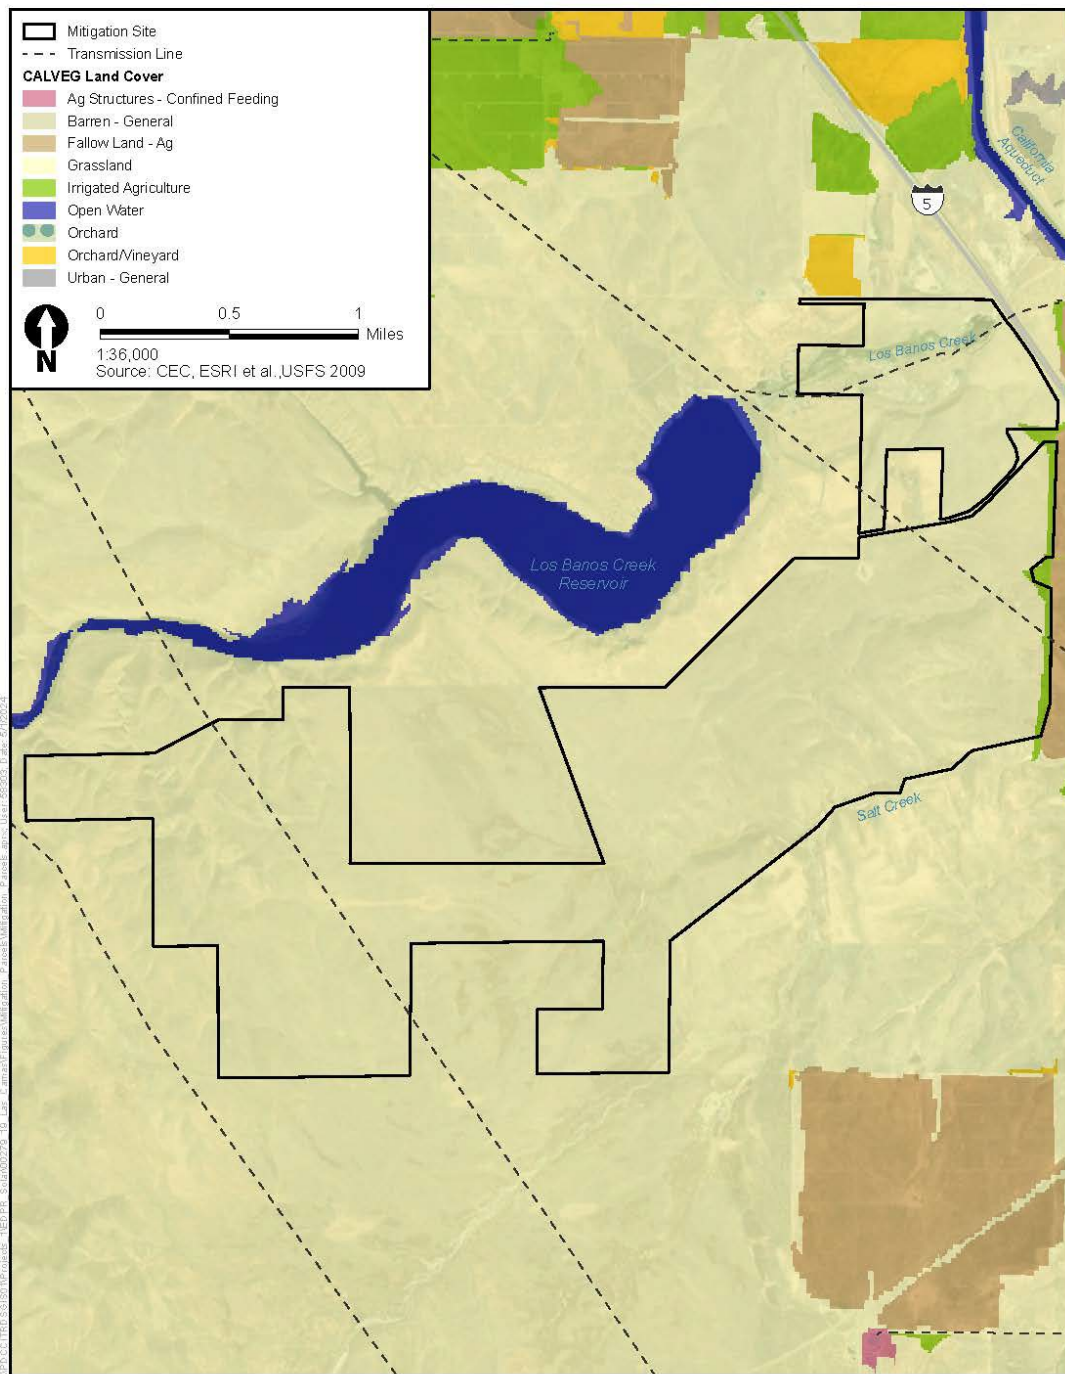 Mitigation Site
Transmission Line
CALVEG Land Cover
Ag Structures - Confined Feeding
Barren - General
Fallow Land - Ag
Grassland
Irrigated Agriculture
Open Water
Orchard
Orchard/Vineyard
Urban - General
N
0 0.5 1
Miles
1:36,000
Source: CEC, ESRI et al.,USFS 2009
California
Aqueduct
5
Los Banos Creek
Los Banos Creek
Reservoir
Salt Creek